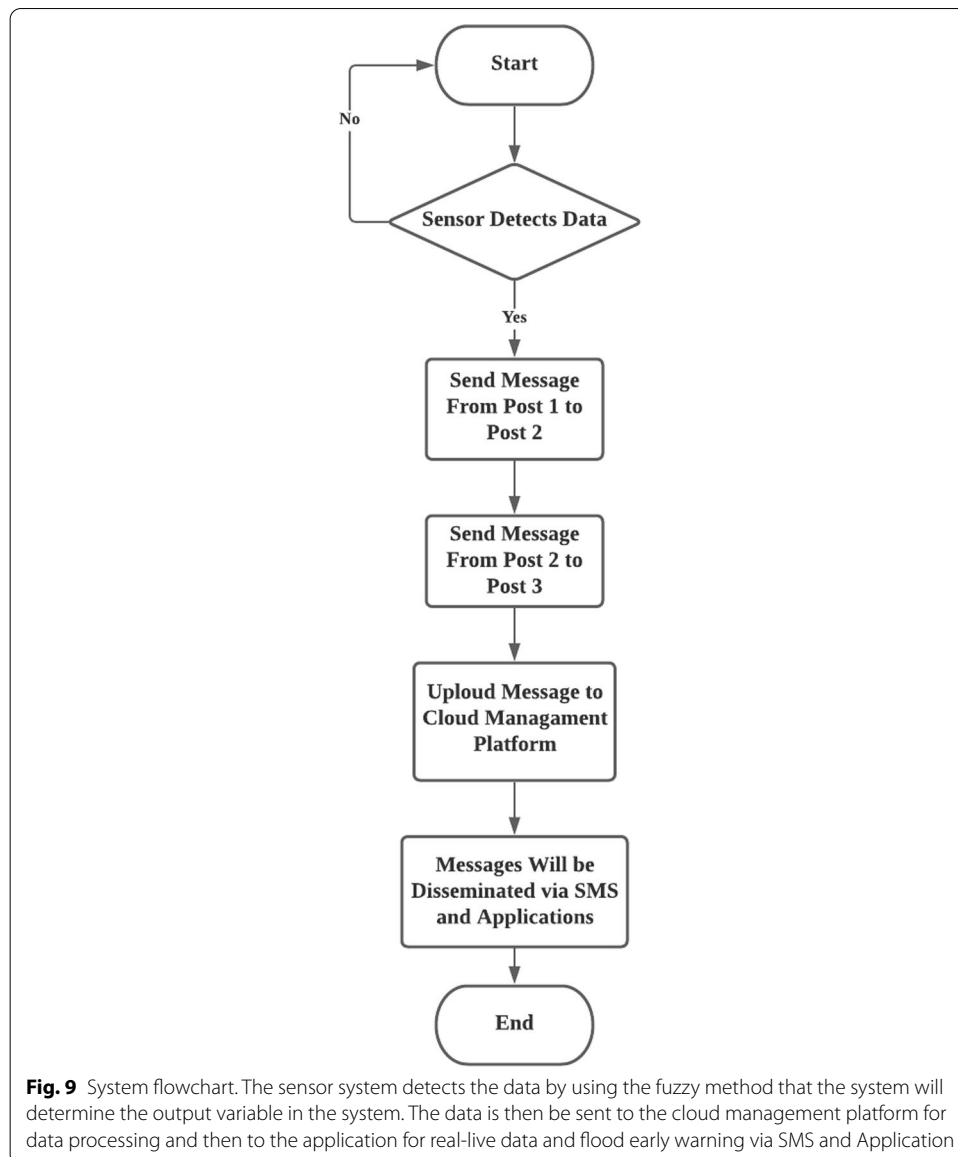 Start
No
Sensor Detects Data
Yes
Send Message
From Post 1 to
Post 2
Send Message
From Post 2 to
Post 3
Uploud Message to
Cloud Managament
Platform
Messages Will be
Disseminated via SMS
and Applications
End
Fig. 9 System flowchart. The sensor system detects the data by using the fuzzy method that the system will
determine the output variable in the system. The data is then be sent to the cloud management platform for
data processing and then to the application for real-live data and flood early warning via SMS and Application